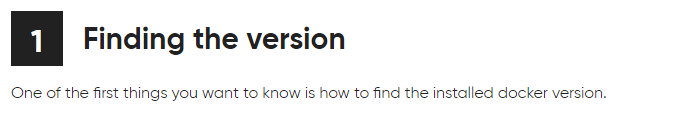 1 Finding the version
One of the first things you want to know is how to find the installed docker version.